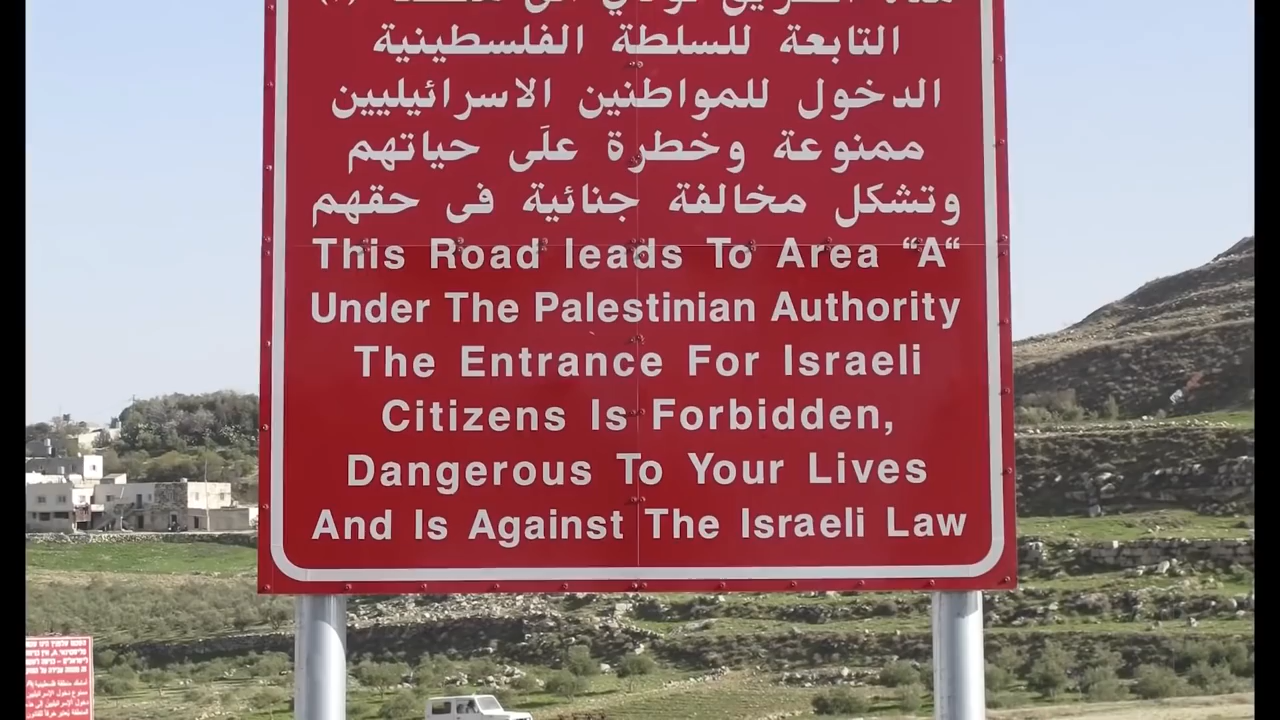 التابعة للسلطة الفلسطينية
الدخول للمواطنين الاسرائيليين
ممنوعة وخطرة علَى حياتهم
وتشكل مخالفة جنائية فى حقهم
This Road leads To Area “A“
Under The Palestinian Authority
The Entrance For Israeli
Citizens Is Forbidden,
Dangerous To Your Lives
And Is Against The Israeli Law